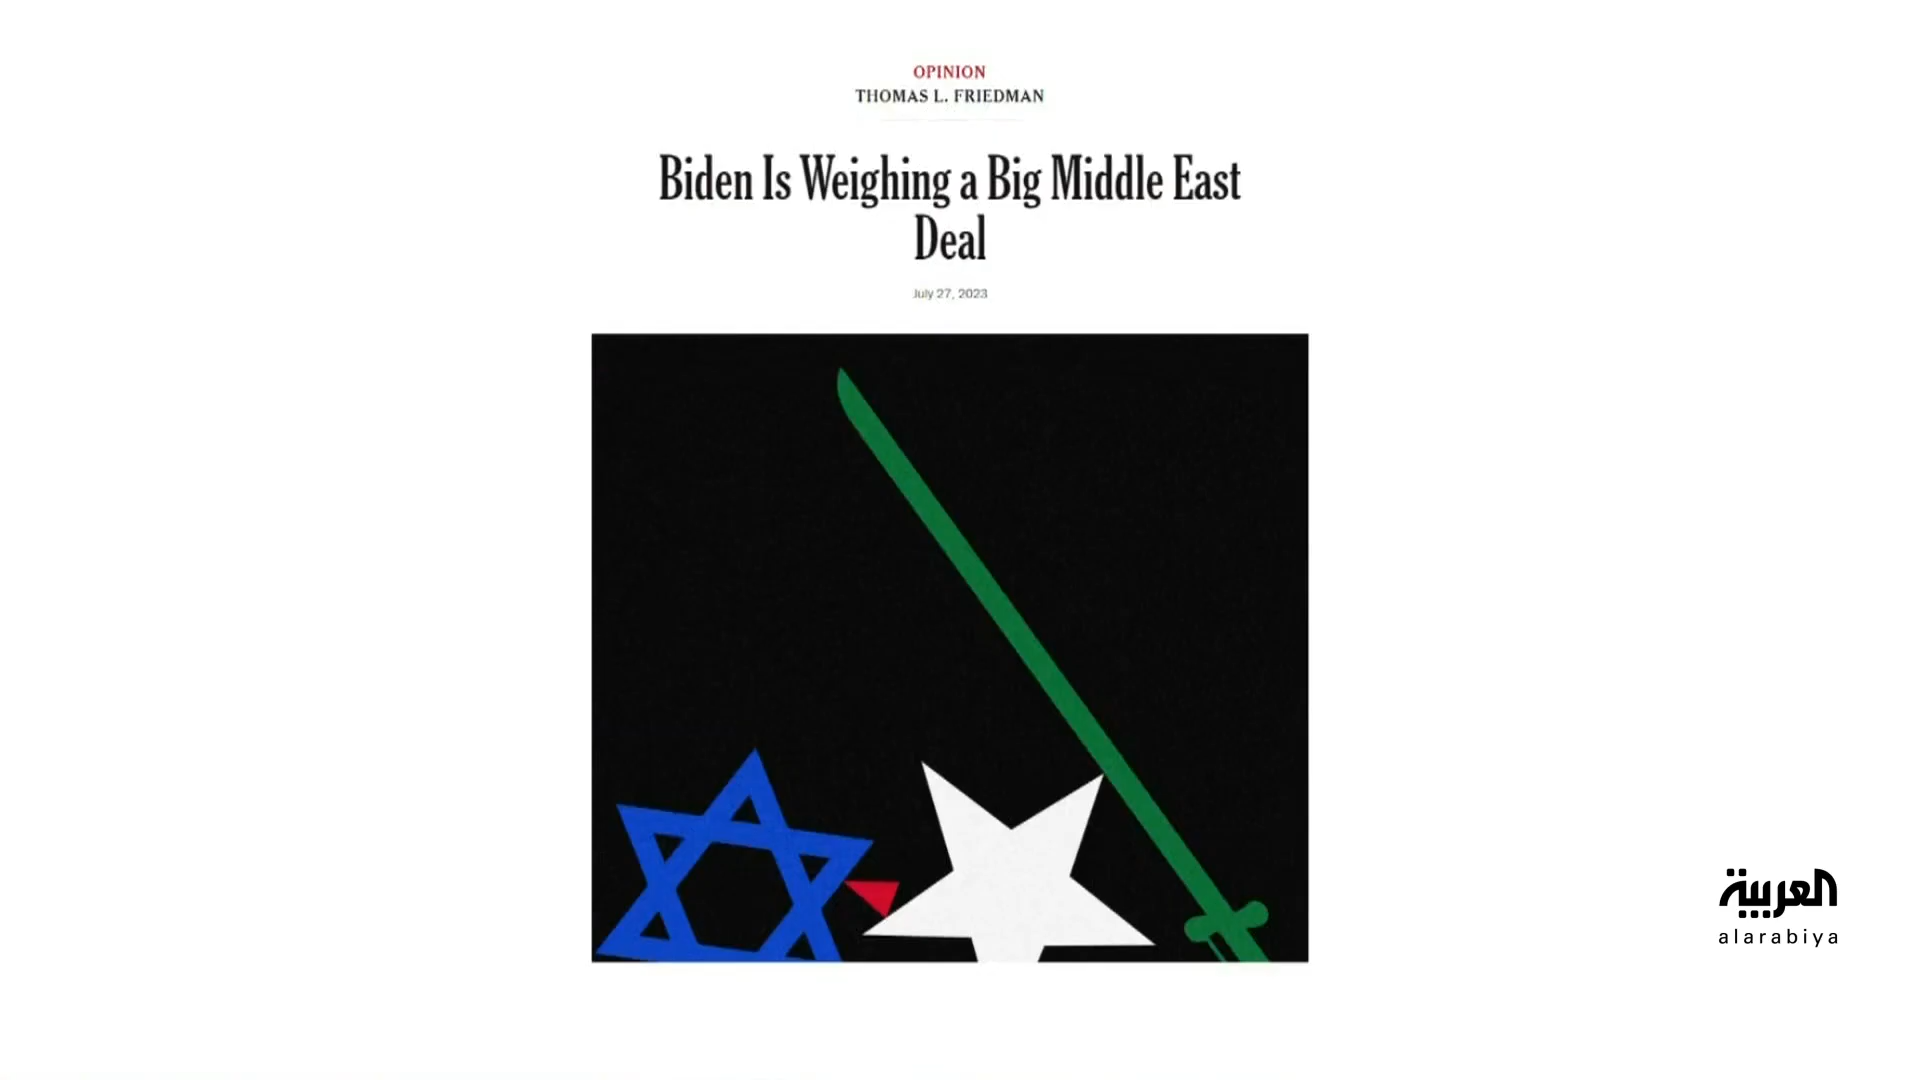 OPINION
THOMAS L. FRIEDMAN
Biden Is Weighing a Big Middle East
Deal
July 27, 2023
العربية
alarabiya